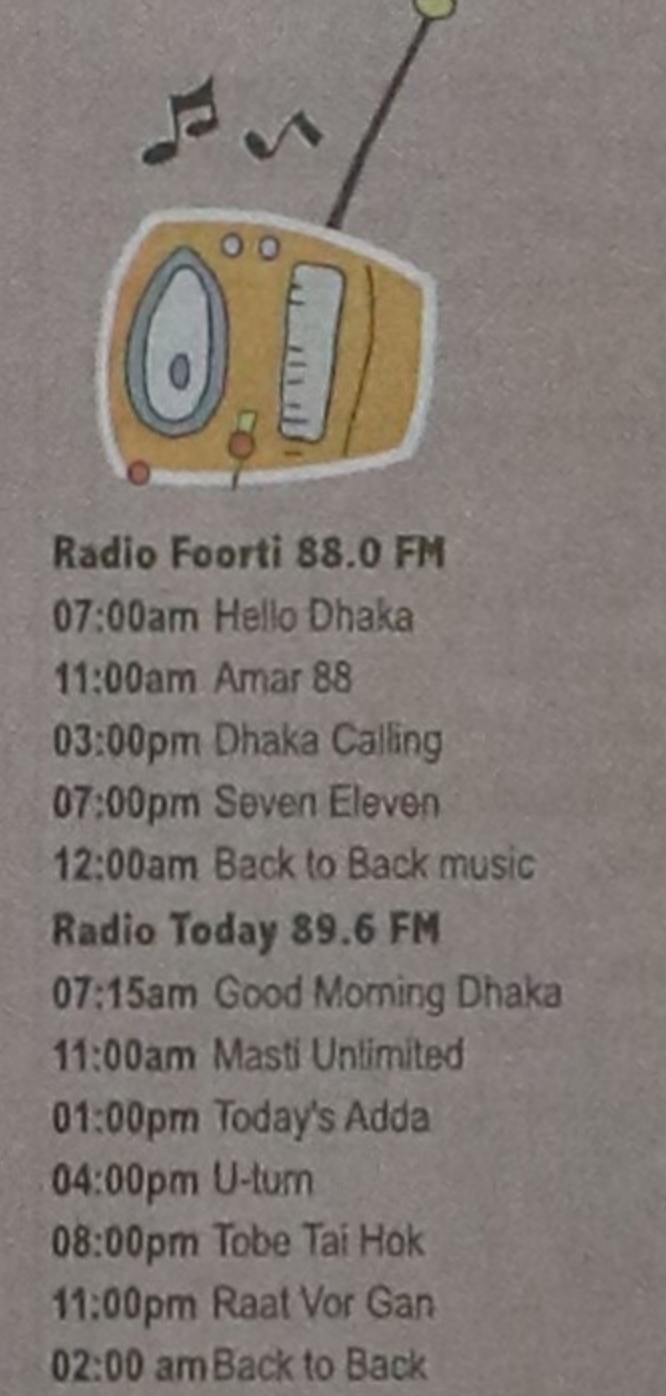 Radio Foorti 88.0 FM
07:00am Hello Dhaka
11:00am Amar 88
03:00pm Dhaka Calling
07:00pm Seven Eleven
12:00am Back to Back music
Radio Today 89.6 FM
07:15am Good Morning Dhaka
11:00am Masti Unlimited
01:00pm Today's Adda
04:00pm U-turn
08:00pm Tobe Tai Hok
11:00pm Raat Vor Gan
02:00 am Back to Back